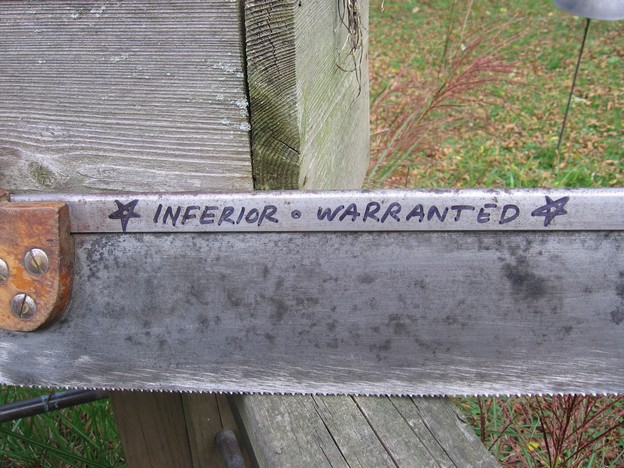 ★ INFERIOR • WARRANTED ★